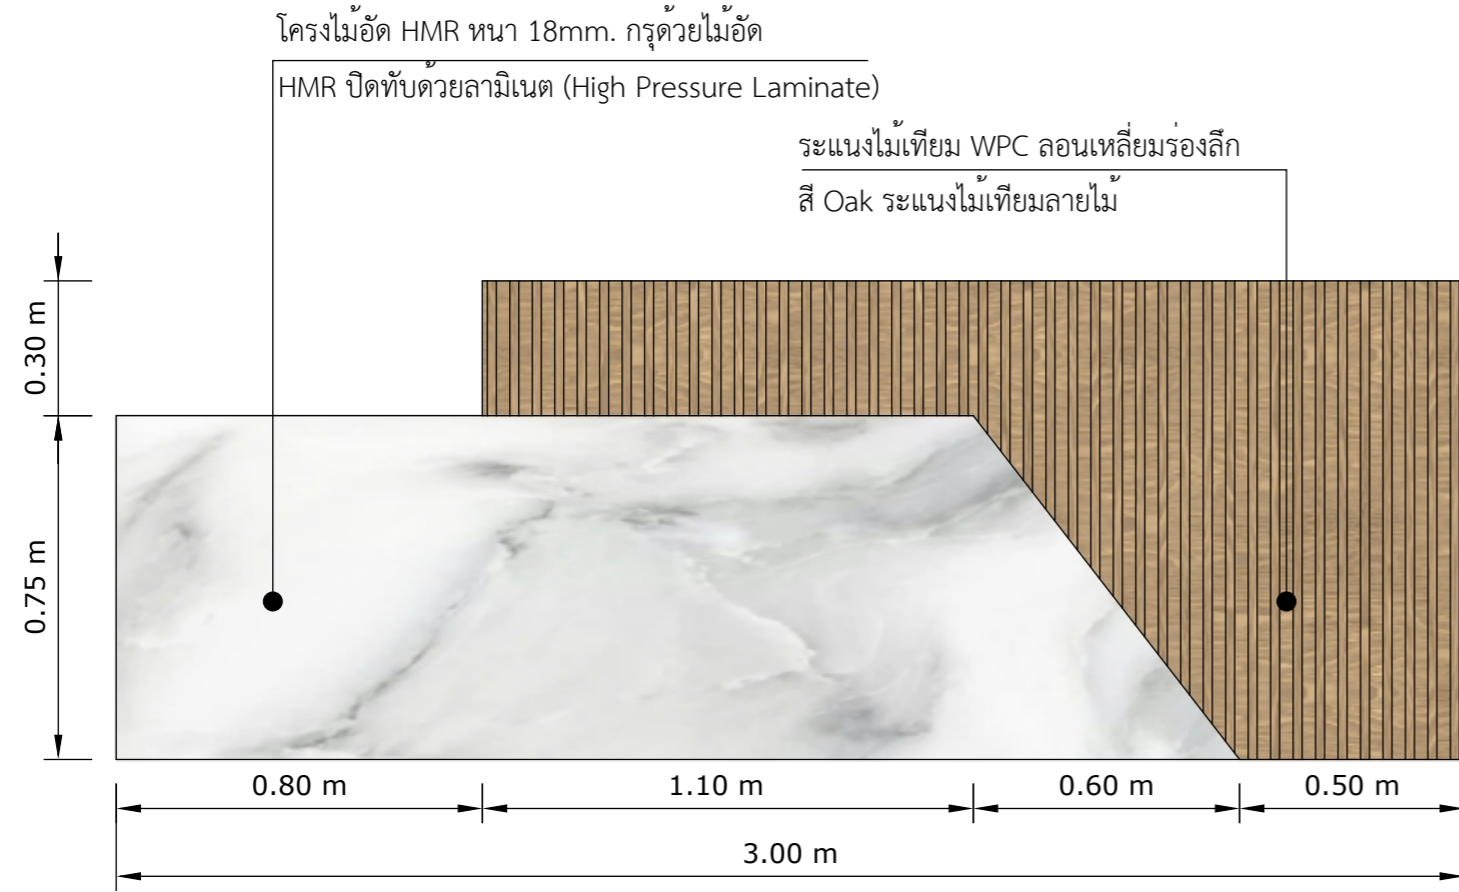 โครงไม้อัด HMR หนา 18mm. กรุด้วยไม้อัด
HMR ปิดทับด้วยลามิเนต (High Pressure Laminate)
ระแนงไม้เทียม WPC ลอนเหลี่ยมร่องลึก
สี Oak ระแนงไม้เทียมลายไม้
0.30 m
0.75 m
0.80 m
1.10 m
0.60 m
0.50 m
3.00 m